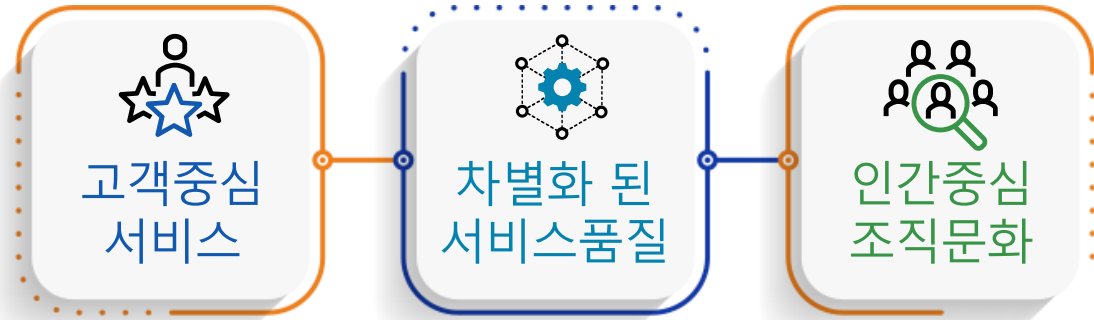 고객중심
서비스
차별화 된
서비스품질
인간중심
조직문화